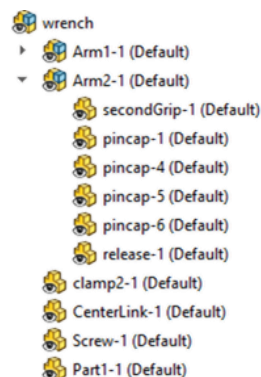 wrench
Arm1-1 (Default)
Arm2-1 (Default)
secondGrip-1 (Default)
pincap-1 (Default)
pincap-4 (Default)
pincap-5 (Default)
pincap-6 (Default)
release-1 (Default)
clamp2-1 (Default)
CenterLink-1 (Default)
Screw-1 (Default)
Part1-1 (Default)